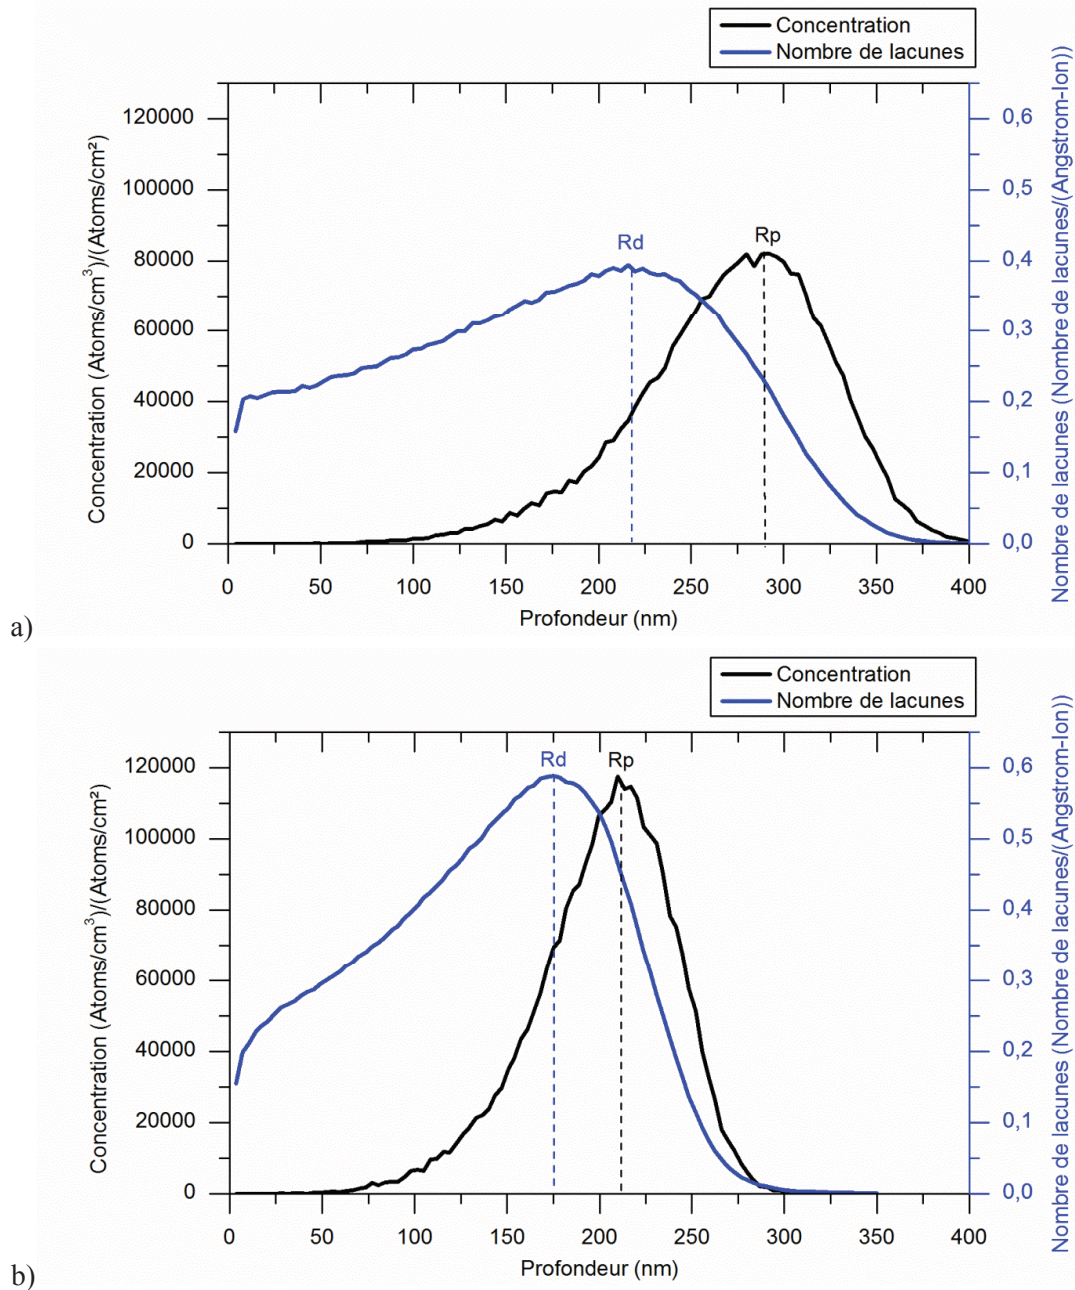 Concentration
Nombre de lacunes
Rd
Rp
120000
100000
80000
60000
40000
20000
0
Concentration (Atoms/cm³)/(Atoms/cm²)
0,6
0,5
0,4
0,3
0,2
0,1
0,0
Nombre de lacunes (Nombre de lacunes/(Angstrom-Ion))
0 50 100 150 200 250 300 350 400
Profondeur (nm)
a)
Concentration
Nombre de lacunes
Rd
Rp
120000
100000
80000
60000
40000
20000
0
Concentration (Atoms/cm³)/(Atoms/cm²)
0,6
0,5
0,4
0,3
0,2
0,1
0,0
Nombre de lacunes (Nombre de lacunes/(Angstrom-Ion))
0 50 100 150 200 250 300 350 400
Profondeur (nm)
b)